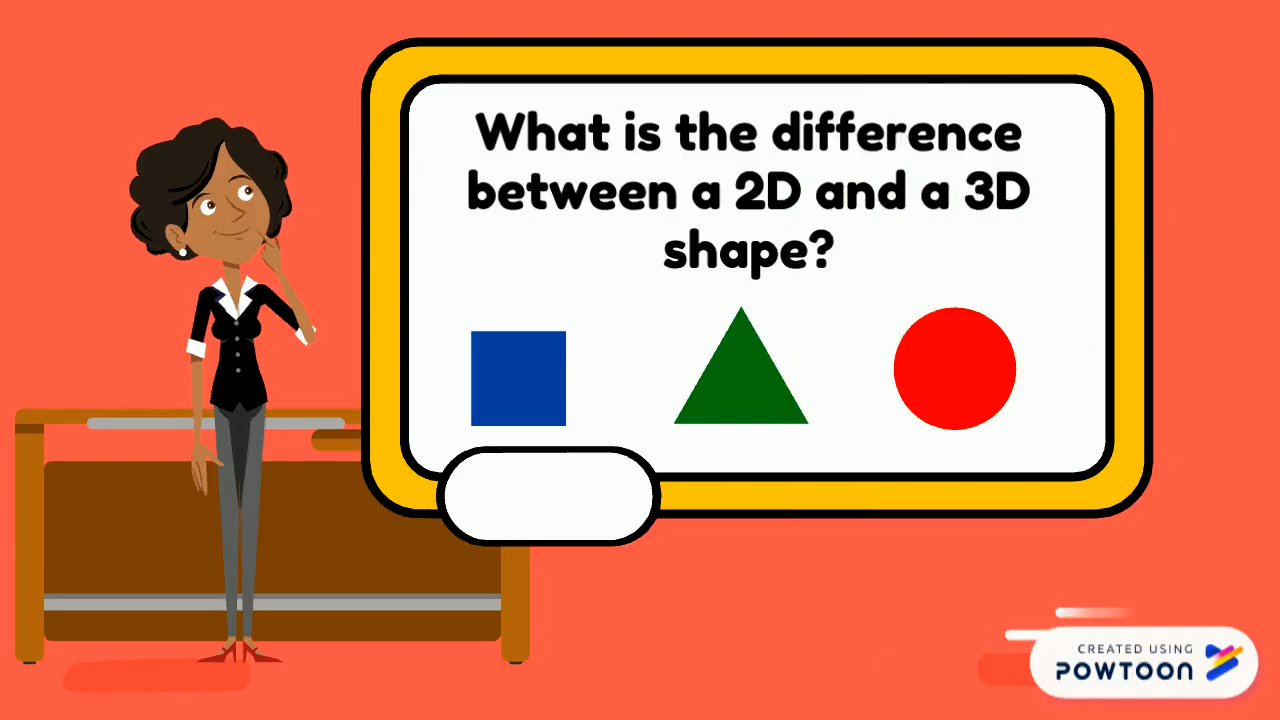 What is the difference
between a 2D and a 3D
shape?
CREATED USING
POWTOON